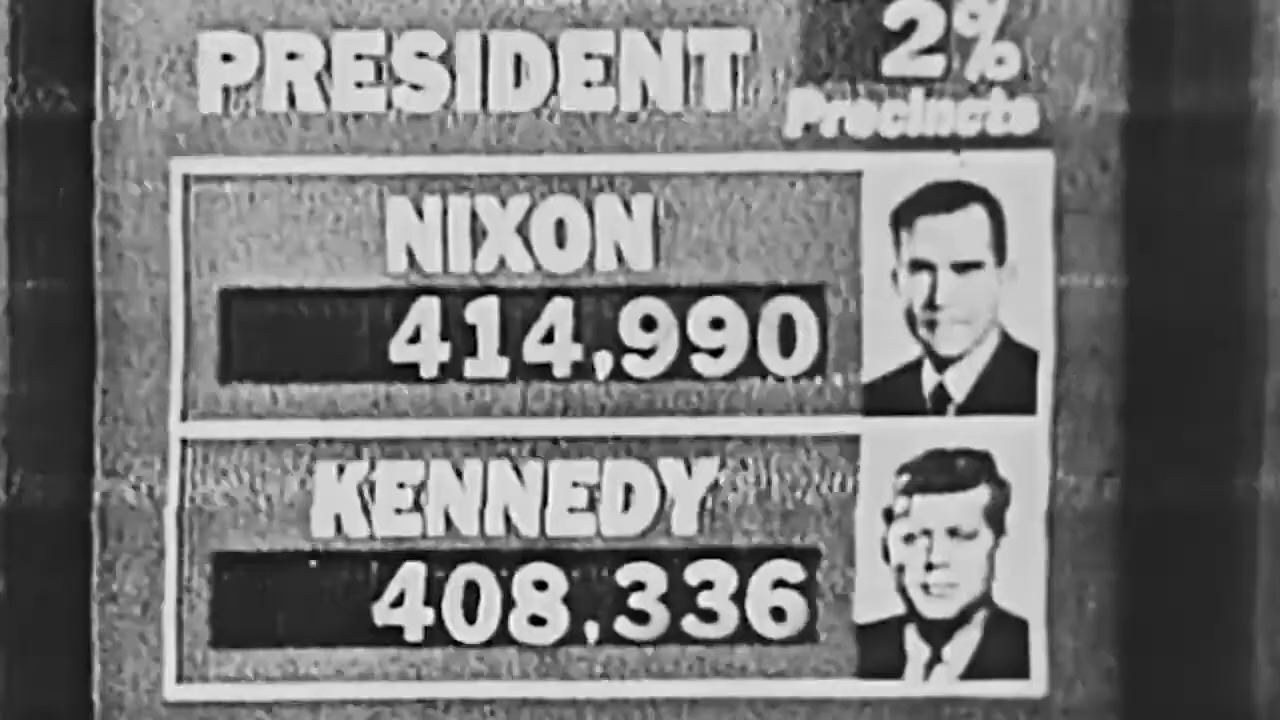 2%
PRESIDENT
Precincts
NIXON
414,990
KENNEDY
408,336